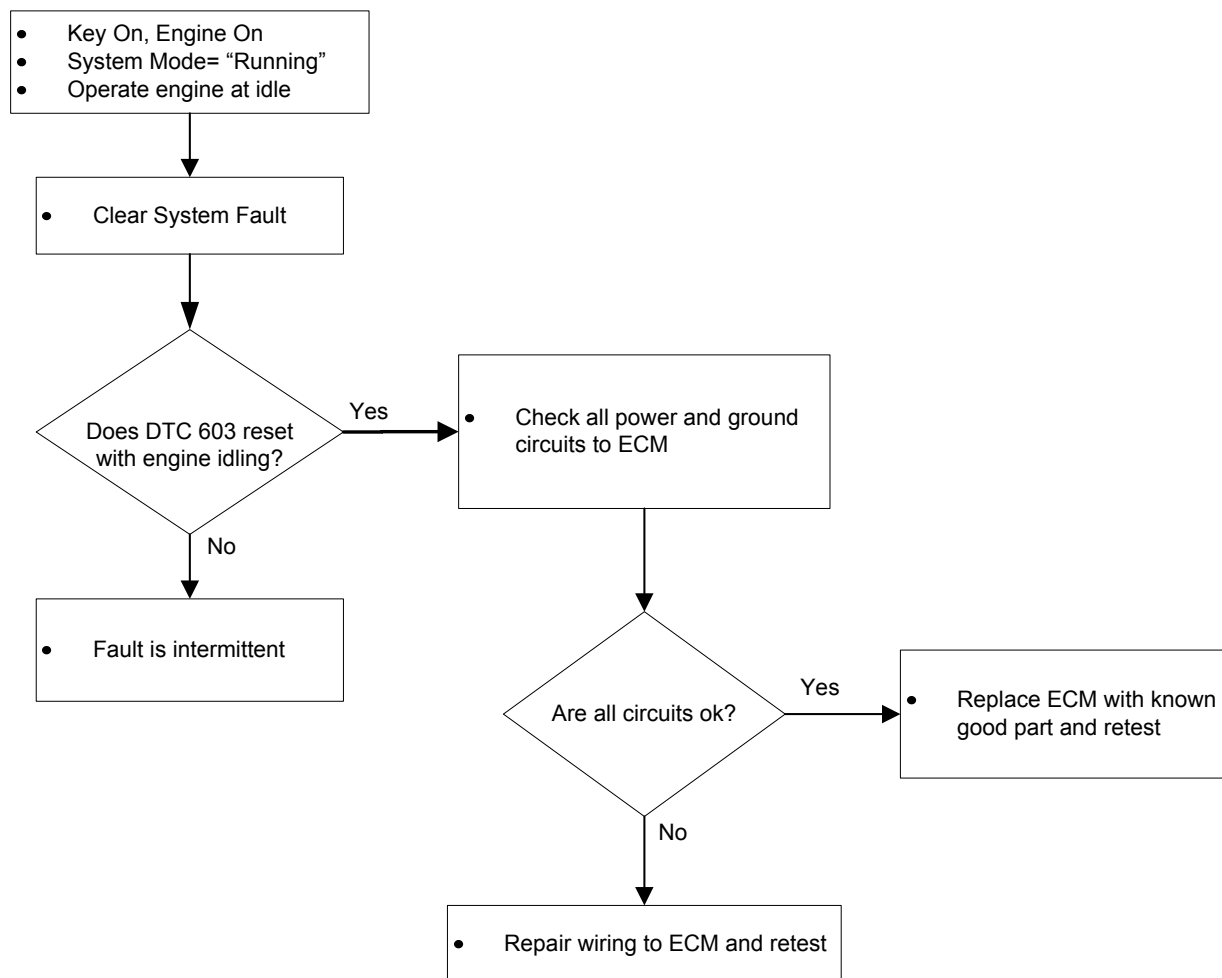 • Key On, Engine On
• System Mode= “Running”
• Operate engine at idle
• Clear System Fault
Does DTC 603 reset
with engine idling?
Yes
• Check all power and ground
circuits to ECM
No
• Fault is intermittent
Are all circuits ok?
Yes
• Replace ECM with known
good part and retest
No
• Repair wiring to ECM and retest